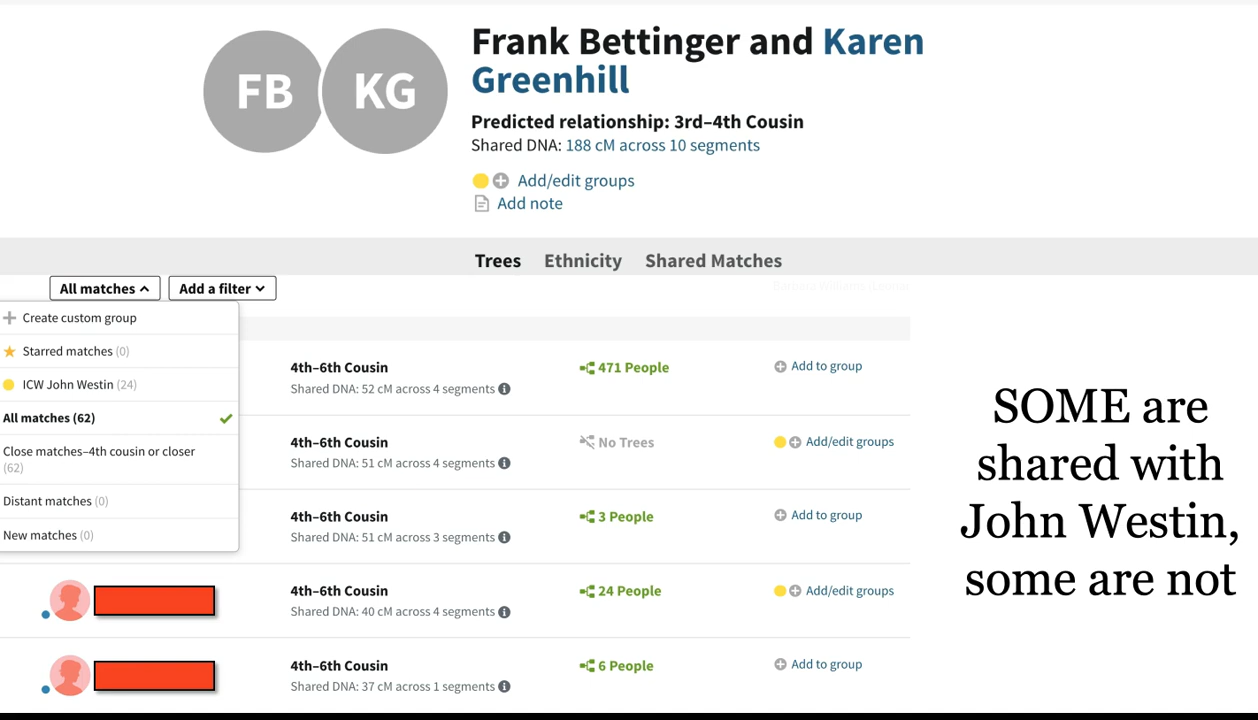 FB KG
Frank Bettinger and Karen
Greenhill
Predicted relationship: 3rd–4th Cousin
Shared DNA: 188 cM across 10 segments
Add/edit groups
Add note
Trees Ethnicity Shared Matches
All matches Add a filter
Create custom group
Starred matches (0)
ICW John Westin (24)
All matches (62)
Close matches–4th cousin or closer
(62)
Distant matches (0)
New matches (0)
4th–6th Cousin 471 People Add to group
Shared DNA: 52 cM across 4 segments
4th–6th Cousin No Trees Add/edit groups
Shared DNA: 51 cM across 4 segments
4th–6th Cousin 3 People Add to group
Shared DNA: 51 cM across 3 segments
4th–6th Cousin 24 People Add/edit groups
Shared DNA: 40 cM across 4 segments
4th–6th Cousin 6 People Add to group
Shared DNA: 37 cM across 1 segments
SOME are
shared with
John Westin,
some are not